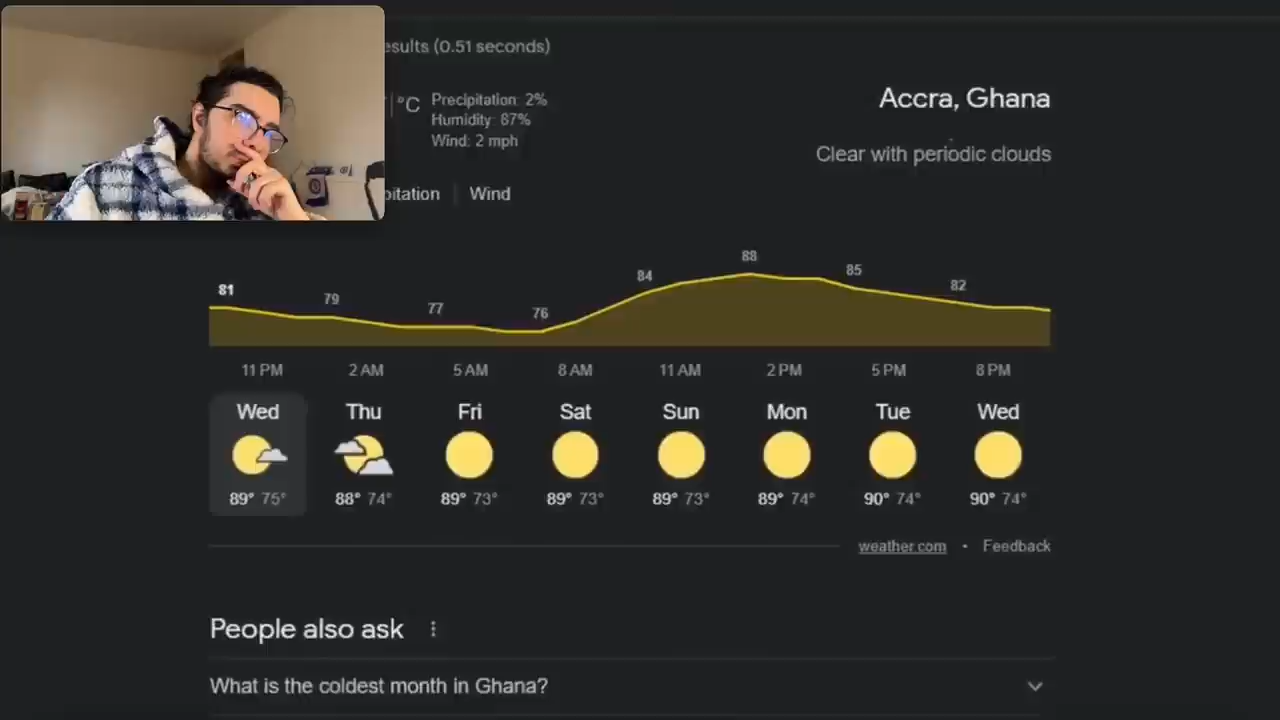 esults (0.51 seconds)
°C
Precipitation: 2%
Humidity: 87%
Wind: 2 mph
Accra, Ghana
Clear with periodic clouds
pitation | Wind
81 79 77 76 84 88 85 82
11 PM 2 AM 5 AM 8 AM 11 AM 2 PM 5 PM 8 PM
Wed Thu Fri Sat Sun Mon Tue Wed
89° 75° 88° 74° 89° 73° 89° 73° 89° 73° 89° 74° 90° 74° 90° 74°
weather.com • Feedback
People also ask
What is the coldest month in Ghana?